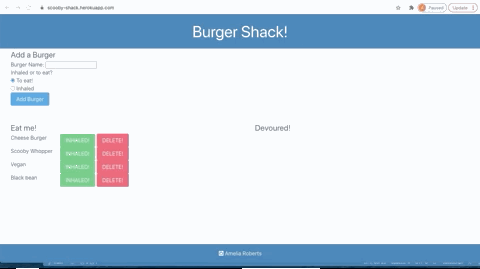 scooby-shack.herokuapp.com
Paused
Update
Burger Shack!
Add a Burger
Burger Name:
Inhaled or to eat?
To eat!
Inhaled
Add Burger
Eat me!
Devoured!
Cheese Burger INHALED! DELETE!
Scooby Whopper INHALED! DELETE!
Vegan INHALED! DELETE!
Black bean INHALED! DELETE!
Amelia Roberts